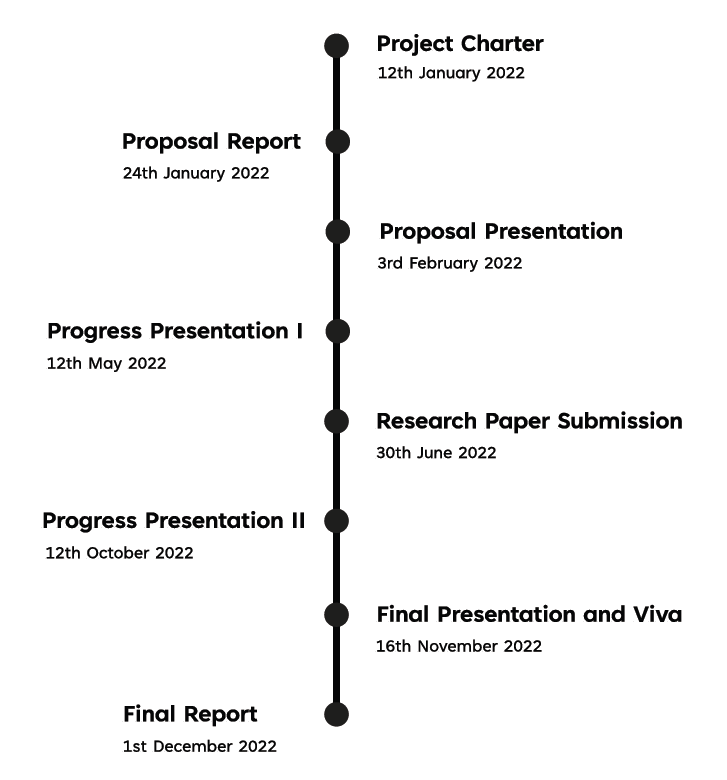 Project Charter
12th January 2022
Proposal Report
24th January 2022
Proposal Presentation
3rd February 2022
Progress Presentation I
12th May 2022
Research Paper Submission
30th June 2022
Progress Presentation II
12th October 2022
Final Presentation and Viva
16th November 2022
Final Report
1st December 2022